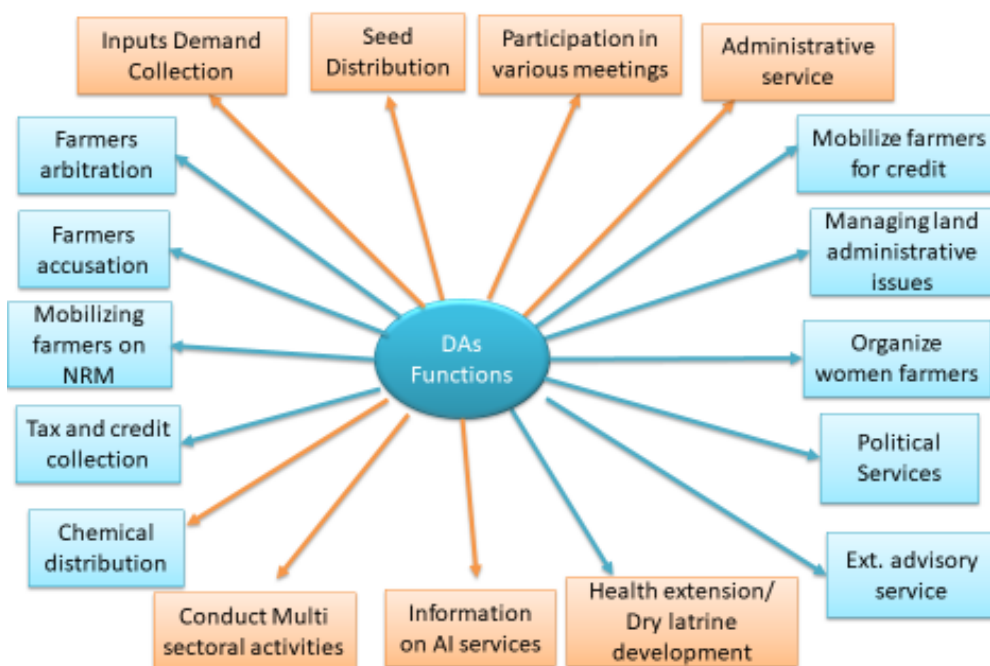 Inputs Demand
Collection
Seed
Distribution
Participation in
various meetings
Administrative
service
Farmers
arbitration
Mobilize farmers
for credit
Farmers
accusation
Managing land
administrative
issues
Mobilizing
farmers on
NRM
DAs
Functions
Organize
women farmers
Tax and credit
collection
Political
Services
Chemical
distribution
Ext. advisory
service
Conduct Multi
sectoral activities
Information
on AI services
Health extension/
Dry latrine
development